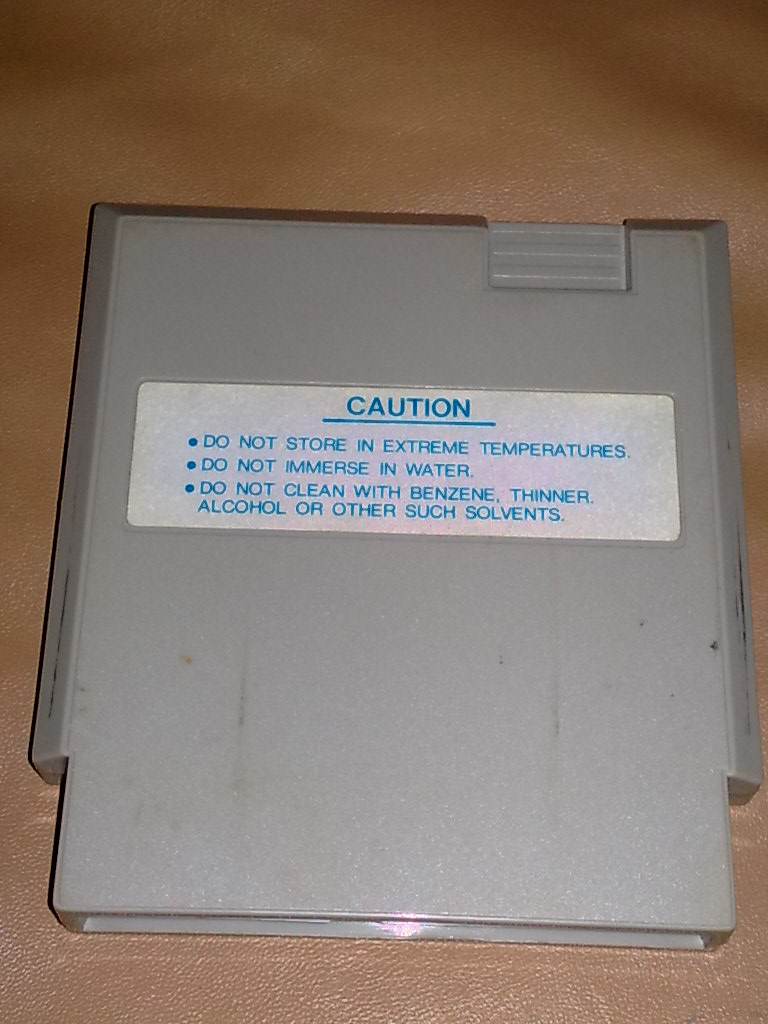 CAUTION
• DO NOT STORE IN EXTREME TEMPERATURES.
• DO NOT IMMERSE IN WATER.
• DO NOT CLEAN WITH BENZENE, THINNER.
ALCOHOL OR OTHER SUCH SOLVENTS.